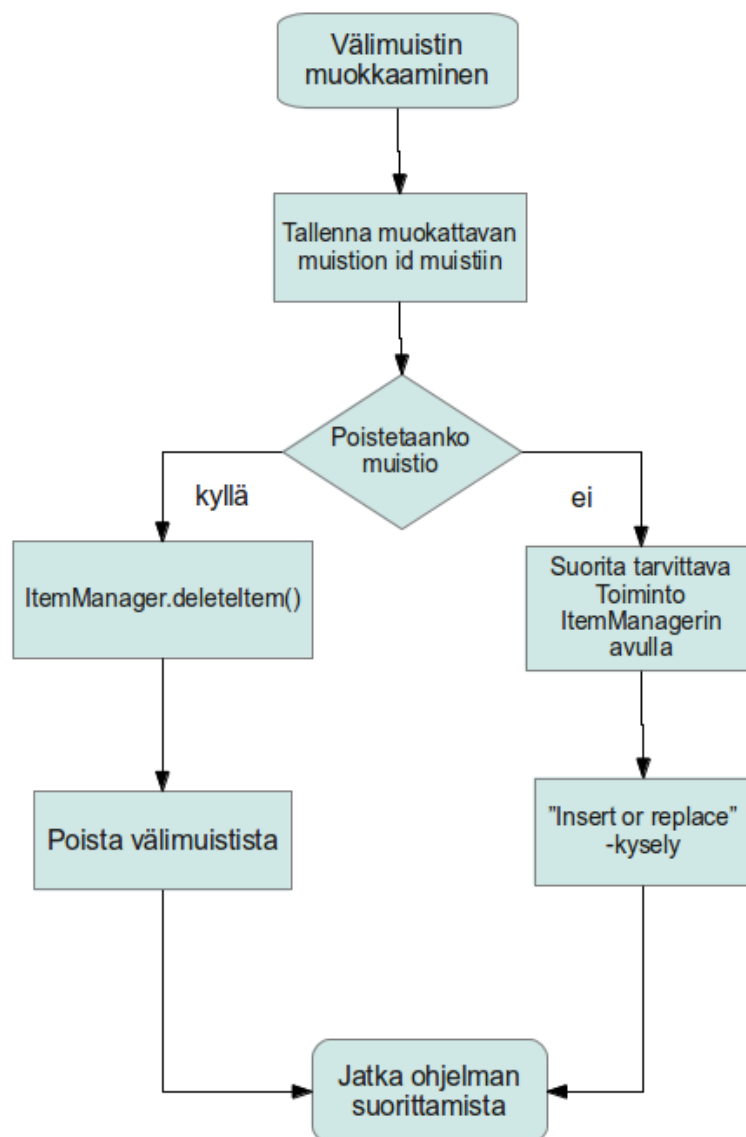 Välimuistin
muokkaaminen
Tallenna muokattavan
muistion id muistiin
Poistetaanko
muistio
kyllä
ei
ItemManager.deleteItem()
Suorita tarvittava
Toiminto
ItemManagerin
avulla
Poista välimuistista
”Insert or replace”
-kysely
Jatka ohjelman
suorittamista